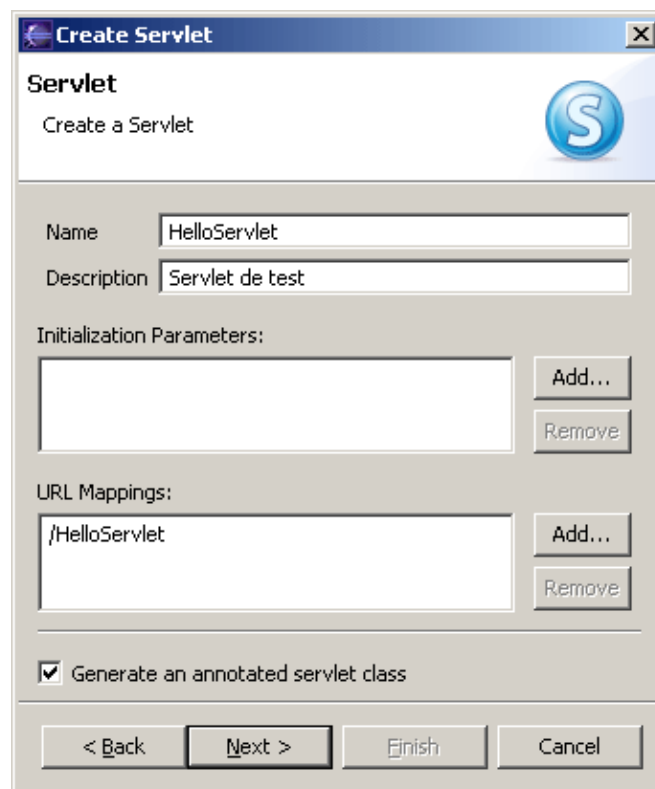 Create Servlet
Servlet
Create a Servlet
S
Name HelloServlet
Description Servlet de test
Initialization Parameters:
Add...
Remove
URL Mappings:
/HelloServlet
Add...
Remove
Generate an annotated servlet class
< Back Next > Finish Cancel